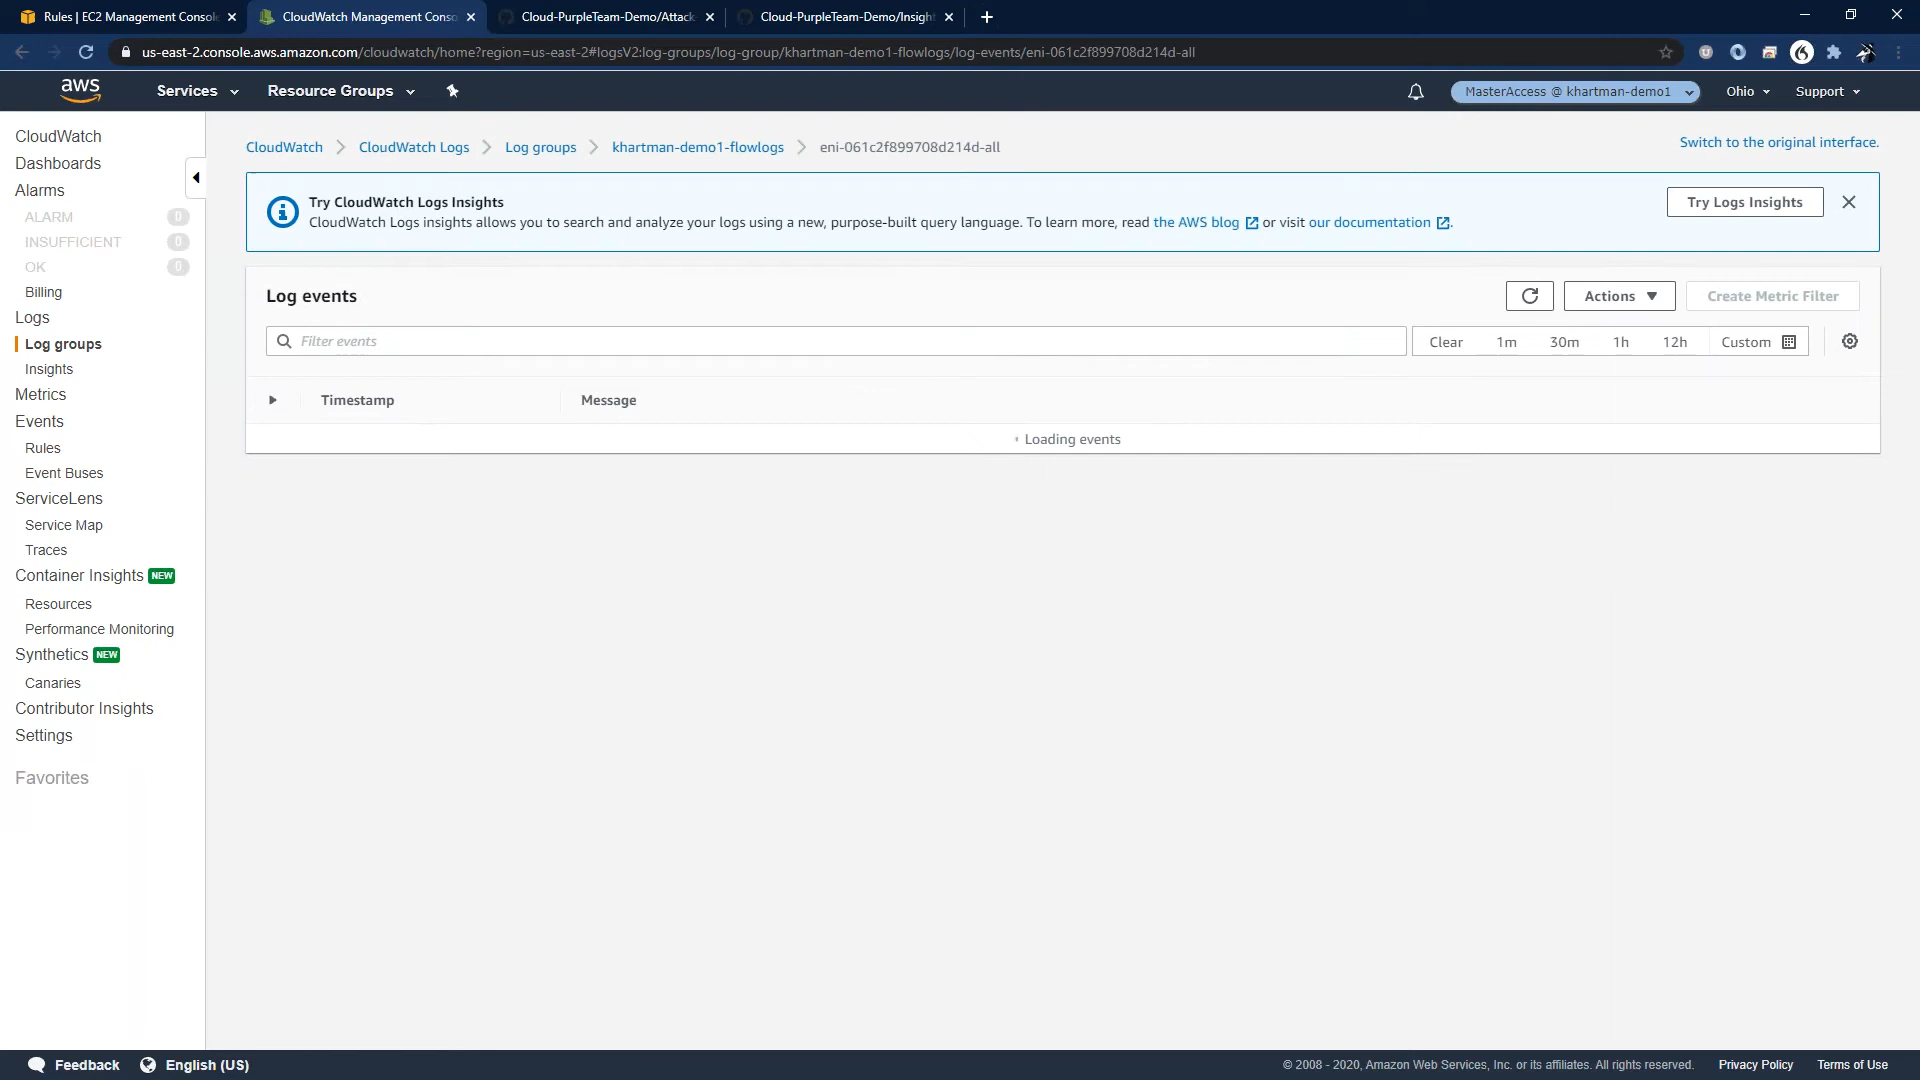 Rules | EC2 Management Console
CloudWatch Management Conso
Cloud-PurpleTeam-Demo/Attack
Cloud-PurpleTeam-Demo/Insight
us-east-2.console.aws.amazon.com/cloudwatch/home?region=us-east-2#logsV2:log-groups/log-group/khartman-demo1-flowlogs/log-events/eni-061c2f899708d214d-all
aws
Services
Resource Groups
MasterAccess @ khartman-demo1
Ohio
Support
CloudWatch
Dashboards
Alarms
ALARM 0
INSUFFICIENT 0
OK 0
Billing
Logs
Log groups
Insights
Metrics
Events
Rules
Event Buses
ServiceLens
Service Map
Traces
Container Insights NEW
Resources
Performance Monitoring
Synthetics NEW
Canaries
Contributor Insights
Settings
Favorites
CloudWatch
CloudWatch Logs
Log groups
khartman-demo1-flowlogs
eni-061c2f899708d214d-all
Switch to the original interface.
Try CloudWatch Logs Insights
CloudWatch Logs insights allows you to search and analyze your logs using a new, purpose-built query language. To learn more, read the AWS blog or visit our documentation.
Try Logs Insights
Log events
Actions
Create Metric Filter
Filter events
Clear 1m 30m 1h 12h Custom
Timestamp Message
Loading events
Feedback
English (US)
© 2008 - 2020, Amazon Web Services, Inc. or its affiliates. All rights reserved.
Privacy Policy
Terms of Use